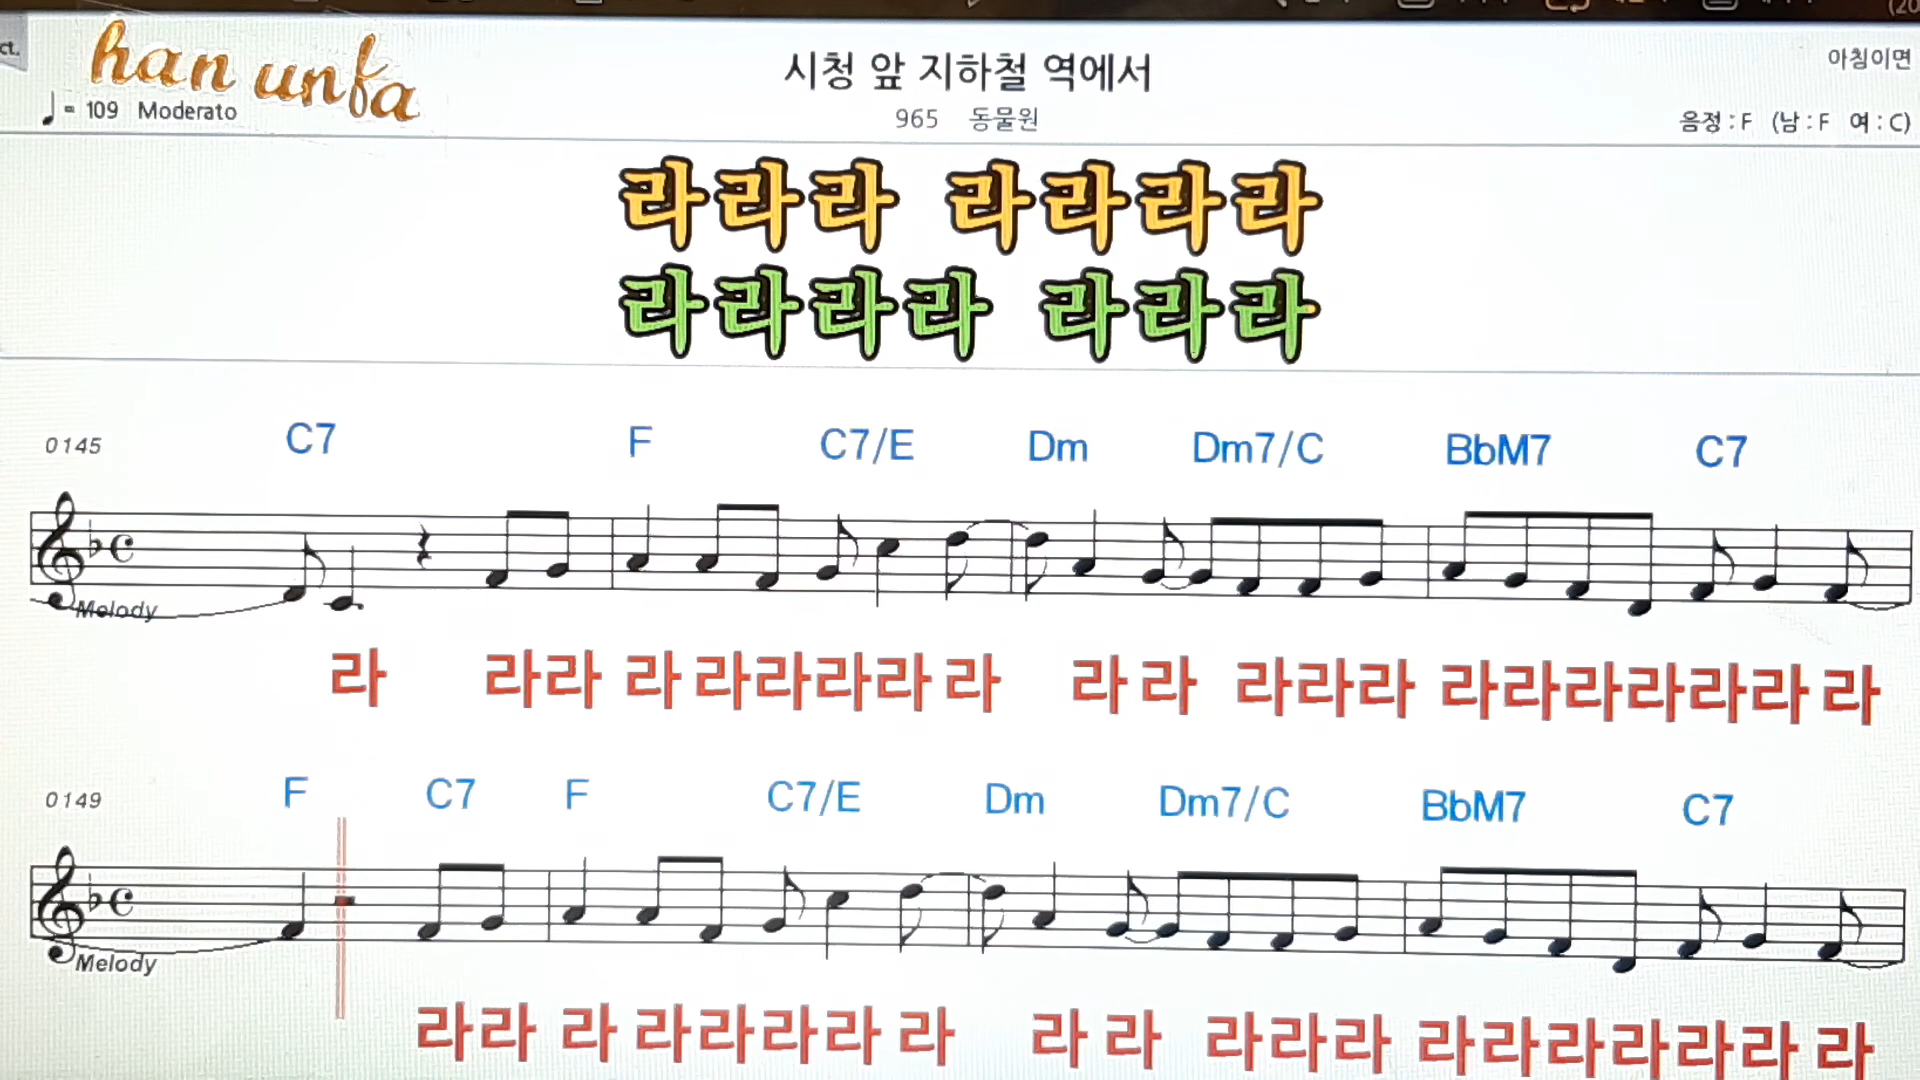 ct.
han unfa
시청 앞 지하철 역에서
아침이면
♩= 109 Moderato
965 동물원
음정 : F (남 : F 여 : C)
라라라 라라라라
라라라라 라라라
0145 C7 F C7/E Dm Dm7/C BbM7 C7
Melody
라 라라 라 라라라라 라 라 라 라라라 라라라라라라 라
0149 F C7 F C7/E Dm Dm7/C BbM7 C7
Melody
라라 라 라라라라 라 라 라 라라라 라라라라라라 라